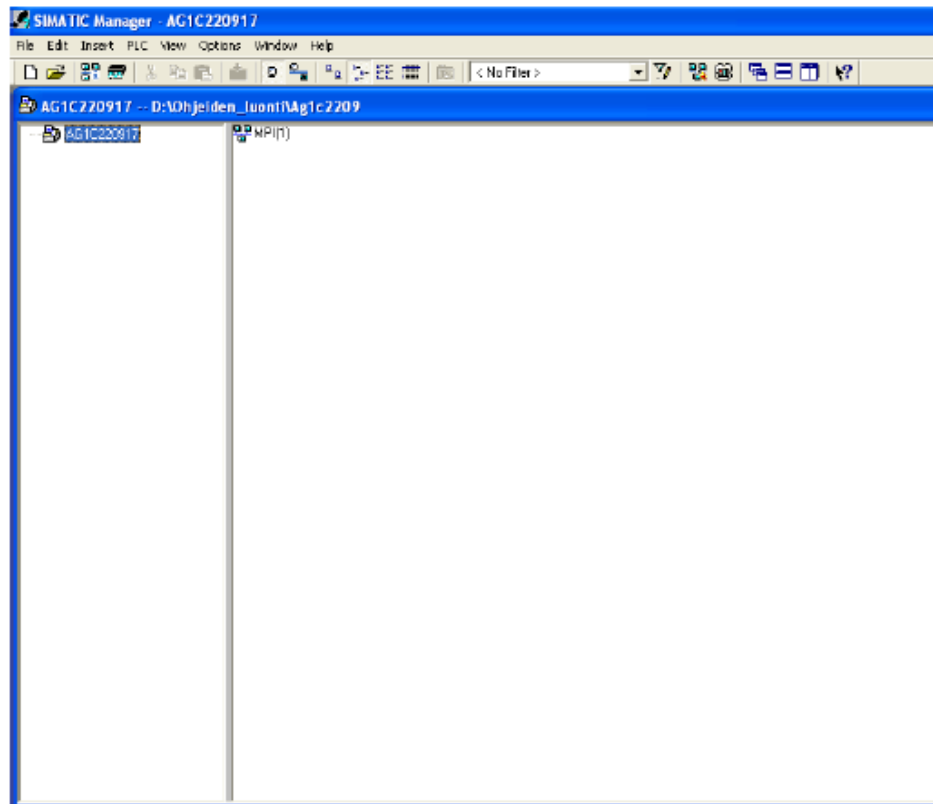 SIMATIC Manager - AG1C220917
File Edit Insert PLC View Options Window Help
< No Filter >
AG1C220917 -- D:\Ohjeiden_luonti\Ag1c2209
AG1C220917
MPI(1)